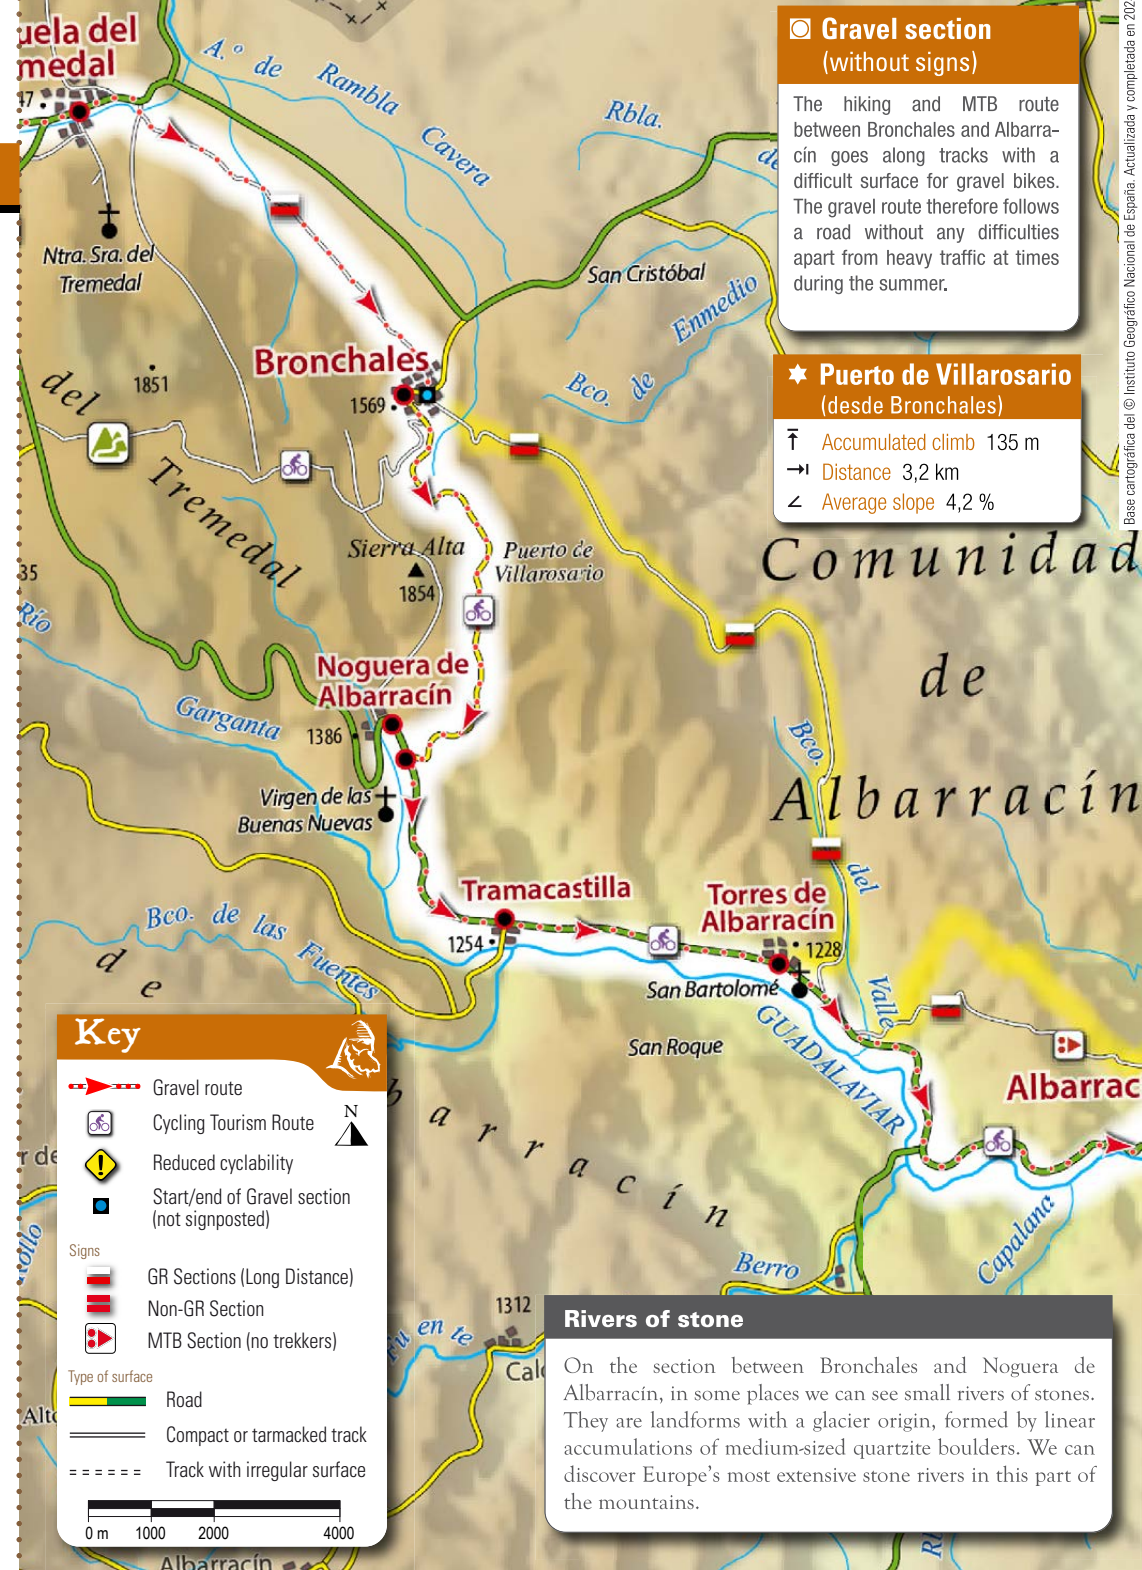 uela del
medal
A.º de Rambla Cavera
Rbla.
de
47
Ntra. Sra. del
Tremedal
San Cristóbal
Enmedio
Bco. de
Gravel section
(without signs)
The hiking and MTB route
between Bronchales and Albarra-
cín goes along tracks with a
difficult surface for gravel bikes.
The gravel route therefore follows
a road without any difficulties
apart from heavy traffic at times
during the summer.
Base cartográfica del © Instituto Geográfico Nacional de España. Actualizada y completada en 202
Puerto de Villarosario
(desde Bronchales)
Accumulated climb 135 m
Distance 3,2 km
Average slope 4,2 %
Bronchales
1569
1851
del
Tremedal
Sierra Alta
1854
Puerto de
Villarosario
35
Río
Garganta
Comunidad
de
Albarracín
Noguera de
Albarracín
1386
Virgen de las
Buenas Nuevas
Bco.
del
Valle
Tramacastilla
1254
Torres de
Albarracín
1228
San Bartolomé
San Roque
GUADALAVIAR
Bco. de las Fuentes
de
barracín
Albarrac
Capalanc
Berro
1312
Fu en te
Calo
r de
ollo
Alto
Albarracín
Key
N
Gravel route
Cycling Tourism Route
Reduced cyclability
Start/end of Gravel section
(not signposted)
Signs
GR Sections (Long Distance)
Non-GR Section
MTB Section (no trekkers)
Type of surface
Road
Compact or tarmacked track
Track with irregular surface
0 m 1000 2000 4000
Rivers of stone
On the section between Bronchales and Noguera de
Albarracín, in some places we can see small rivers of stones.
They are landforms with a glacier origin, formed by linear
accumulations of medium-sized quartzite boulders. We can
discover Europe's most extensive stone rivers in this part of
the mountains.